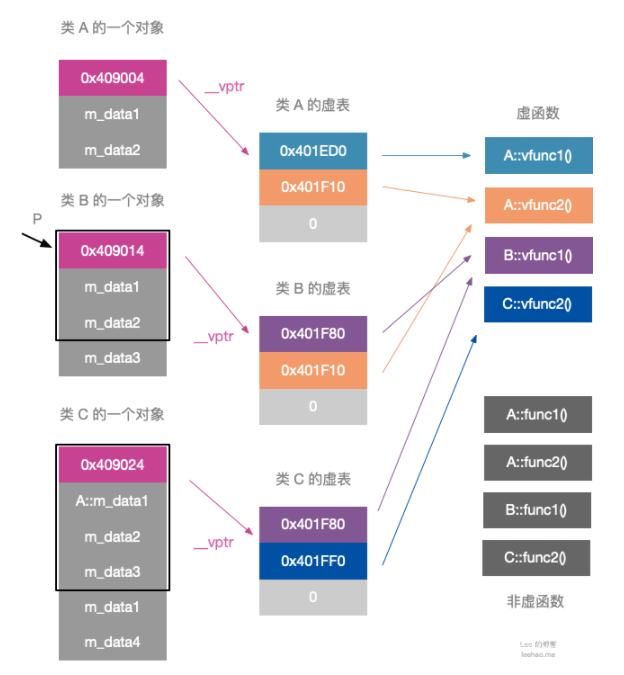 类 A 的一个对象
0x409004
m_data1
m_data2
__vptr
类 A 的虚表
0x401ED0
0x401F10
0
虚函数
A::vfunc1()
A::vfunc2()
B::vfunc1()
C::vfunc2()
类 B 的一个对象
P
0x409014
m_data1
m_data2
m_data3
__vptr
类 B 的虚表
0x401F80
0x401F10
0
类 C 的一个对象
0x409024
A::m_data1
m_data2
m_data3
m_data1
m_data4
__vptr
类 C 的虚表
0x401F80
0x401FF0
0
A::func1()
A::func2()
B::func1()
C::func2()
非虚函数
Leo 的博客
leehao.me